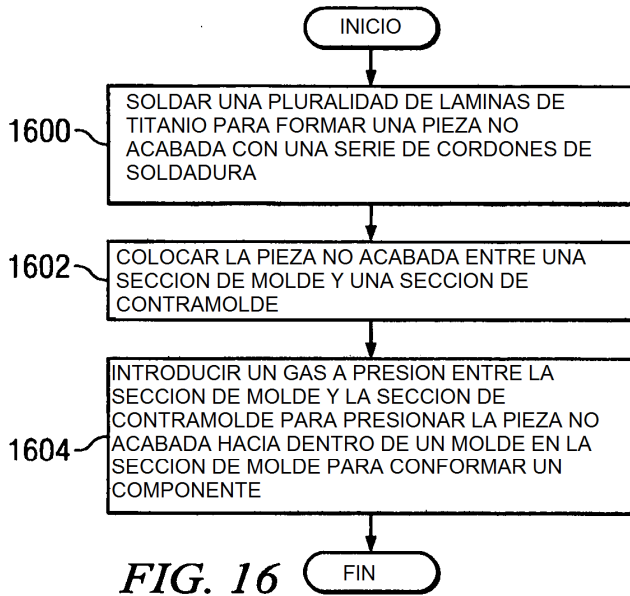 INICIO
1600
SOLDAR UNA PLURALIDAD DE LAMINAS DE
TITANIO PARA FORMAR UNA PIEZA NO
ACABADA CON UNA SERIE DE CORDONES DE
SOLDADURA
1602
COLOCAR LA PIEZA NO ACABADA ENTRE UNA
SECCION DE MOLDE Y UNA SECCION DE
CONTRAMOLDE
1604
INTRODUCIR UN GAS A PRESION ENTRE LA
SECCION DE MOLDE Y LA SECCION DE
CONTRAMOLDE PARA PRESIONAR LA PIEZA NO
ACABADA HACIA DENTRO DE UN MOLDE EN LA
SECCION DE MOLDE PARA CONFORMAR UN
COMPONENTE
FIN
FIG. 16